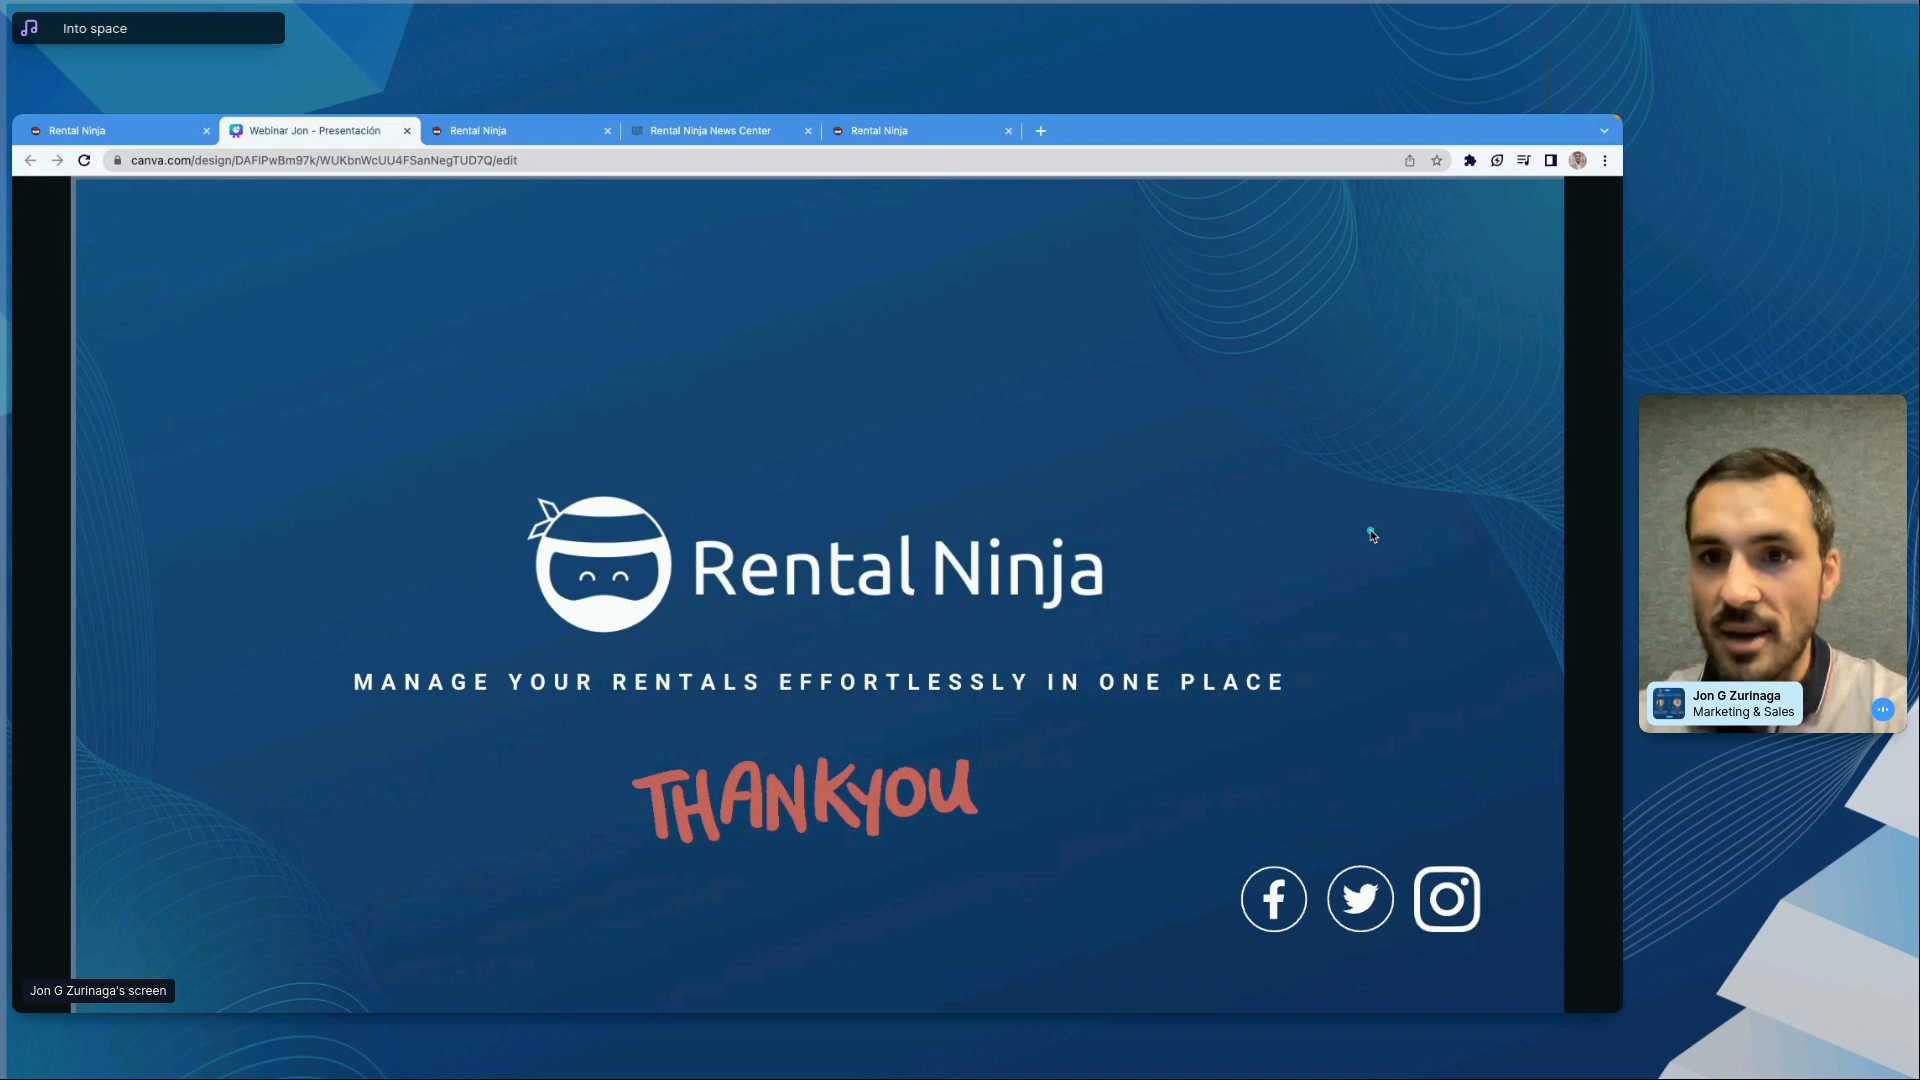 Into space
Rental Ninja
Webinar Jon - Presentación
Rental Ninja
Rental Ninja News Center
Rental Ninja
canva.com/design/DAFlPwBm97k/WUKbnWcUU4FSanNegTUD7Q/edit
Rental Ninja
MANAGE YOUR RENTALS EFFORTLESSLY IN ONE PLACE
THANKYOU
Jon G Zurinaga
Marketing & Sales
Jon G Zurinaga's screen